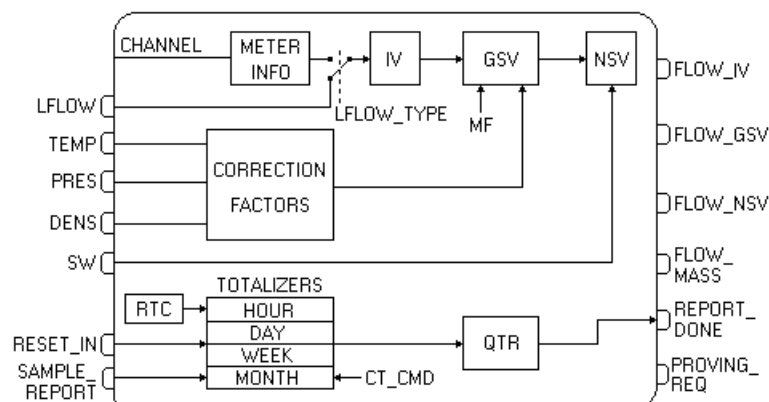 CHANNEL
METER
INFO
IV
GSV
NSV
FLOW_IV
LFLOW
LFLOW_TYPE
MF
TEMP
FLOW_GSV
PRES
CORRECTION
FACTORS
DENS
FLOW_NSV
SW
FLOW_
MASS
TOTALIZERS
RTC
HOUR
DAY
WEEK
MONTH
QTR
REPORT_
DONE
RESET_IN
SAMPLE_
REPORT
CT_CMD
PROVING_
REQ